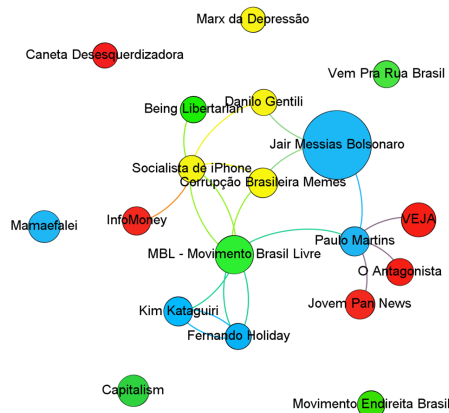 Marx da Depressão
Caneta Desesquerdizadora
Vem Pra Rua Brasil
Danilo Gentili
Being Libertarian
Jair Messias Bolsonaro
Socialista de iPhone
Corrupção Brasileira Memes
InfoMoney
VEJA
Mamaefalei
Paulo Martins
MBL - Movimento Brasil Livre
O Antagonista
Jovem Pan News
Kim Kataguiri
Fernando Holiday
Capitalism
Movimento Endireita Brasil